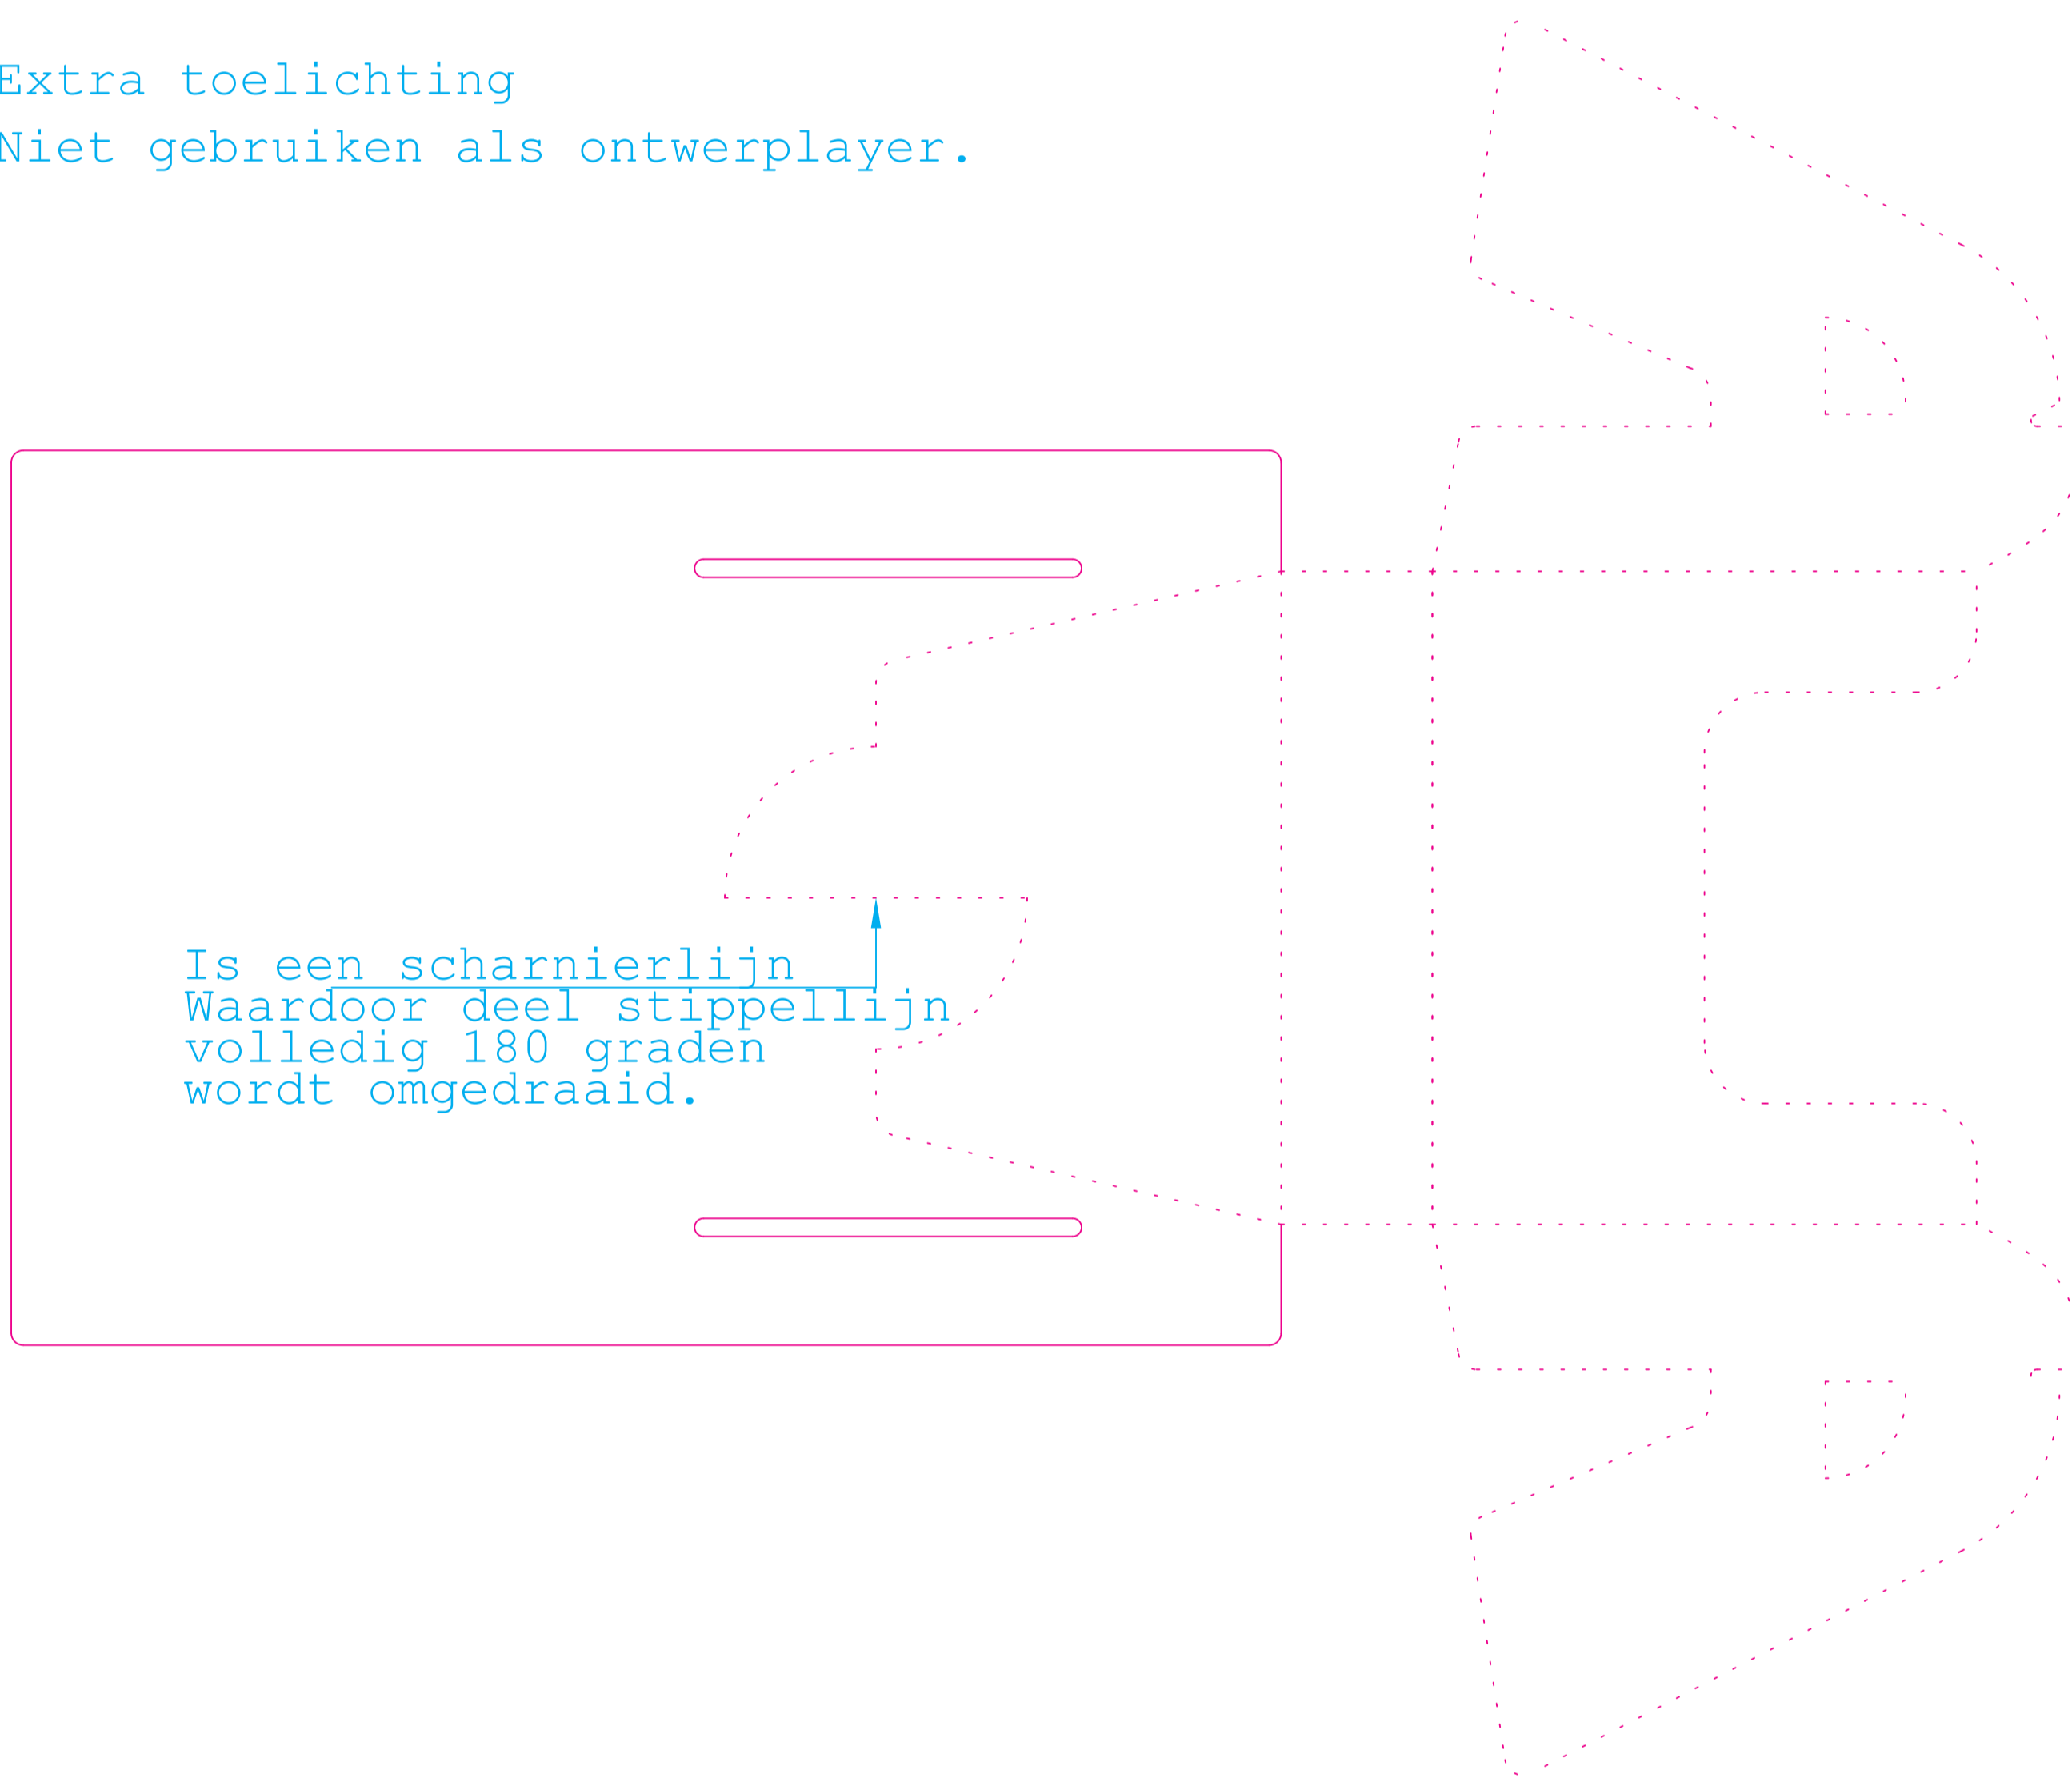 Extra toelichting
Niet gebruiken als ontwerplayer.
Is een scharnierlijn
Waardoor deel stippellijn
volledig 180 graden
wordt omgedraaid.